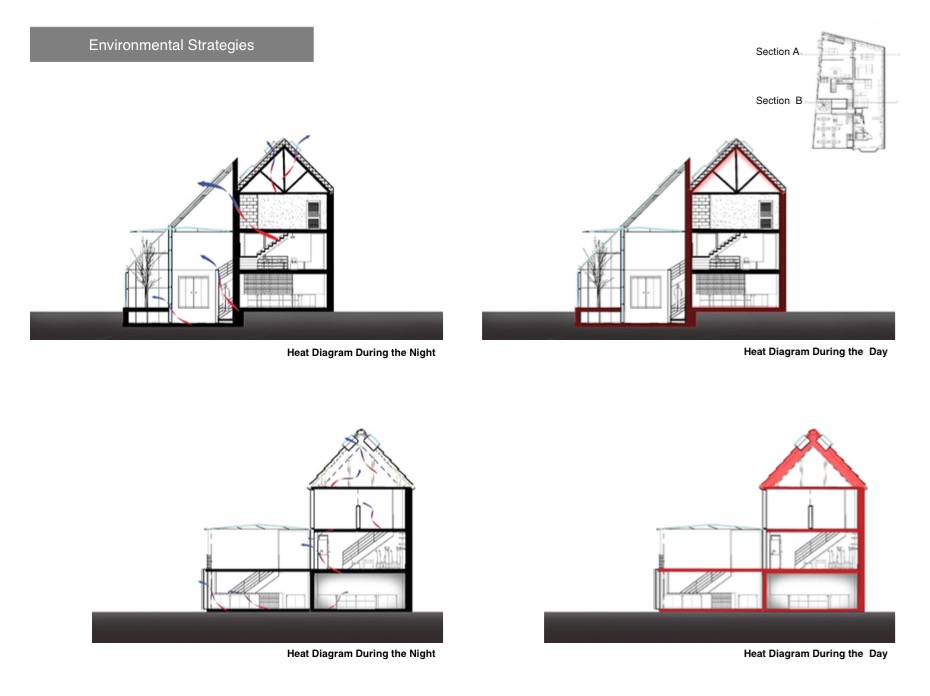 Environmental Strategies
Section A
Section B
Heat Diagram During the Night
Heat Diagram During the Day
Heat Diagram During the Night
Heat Diagram During the Day